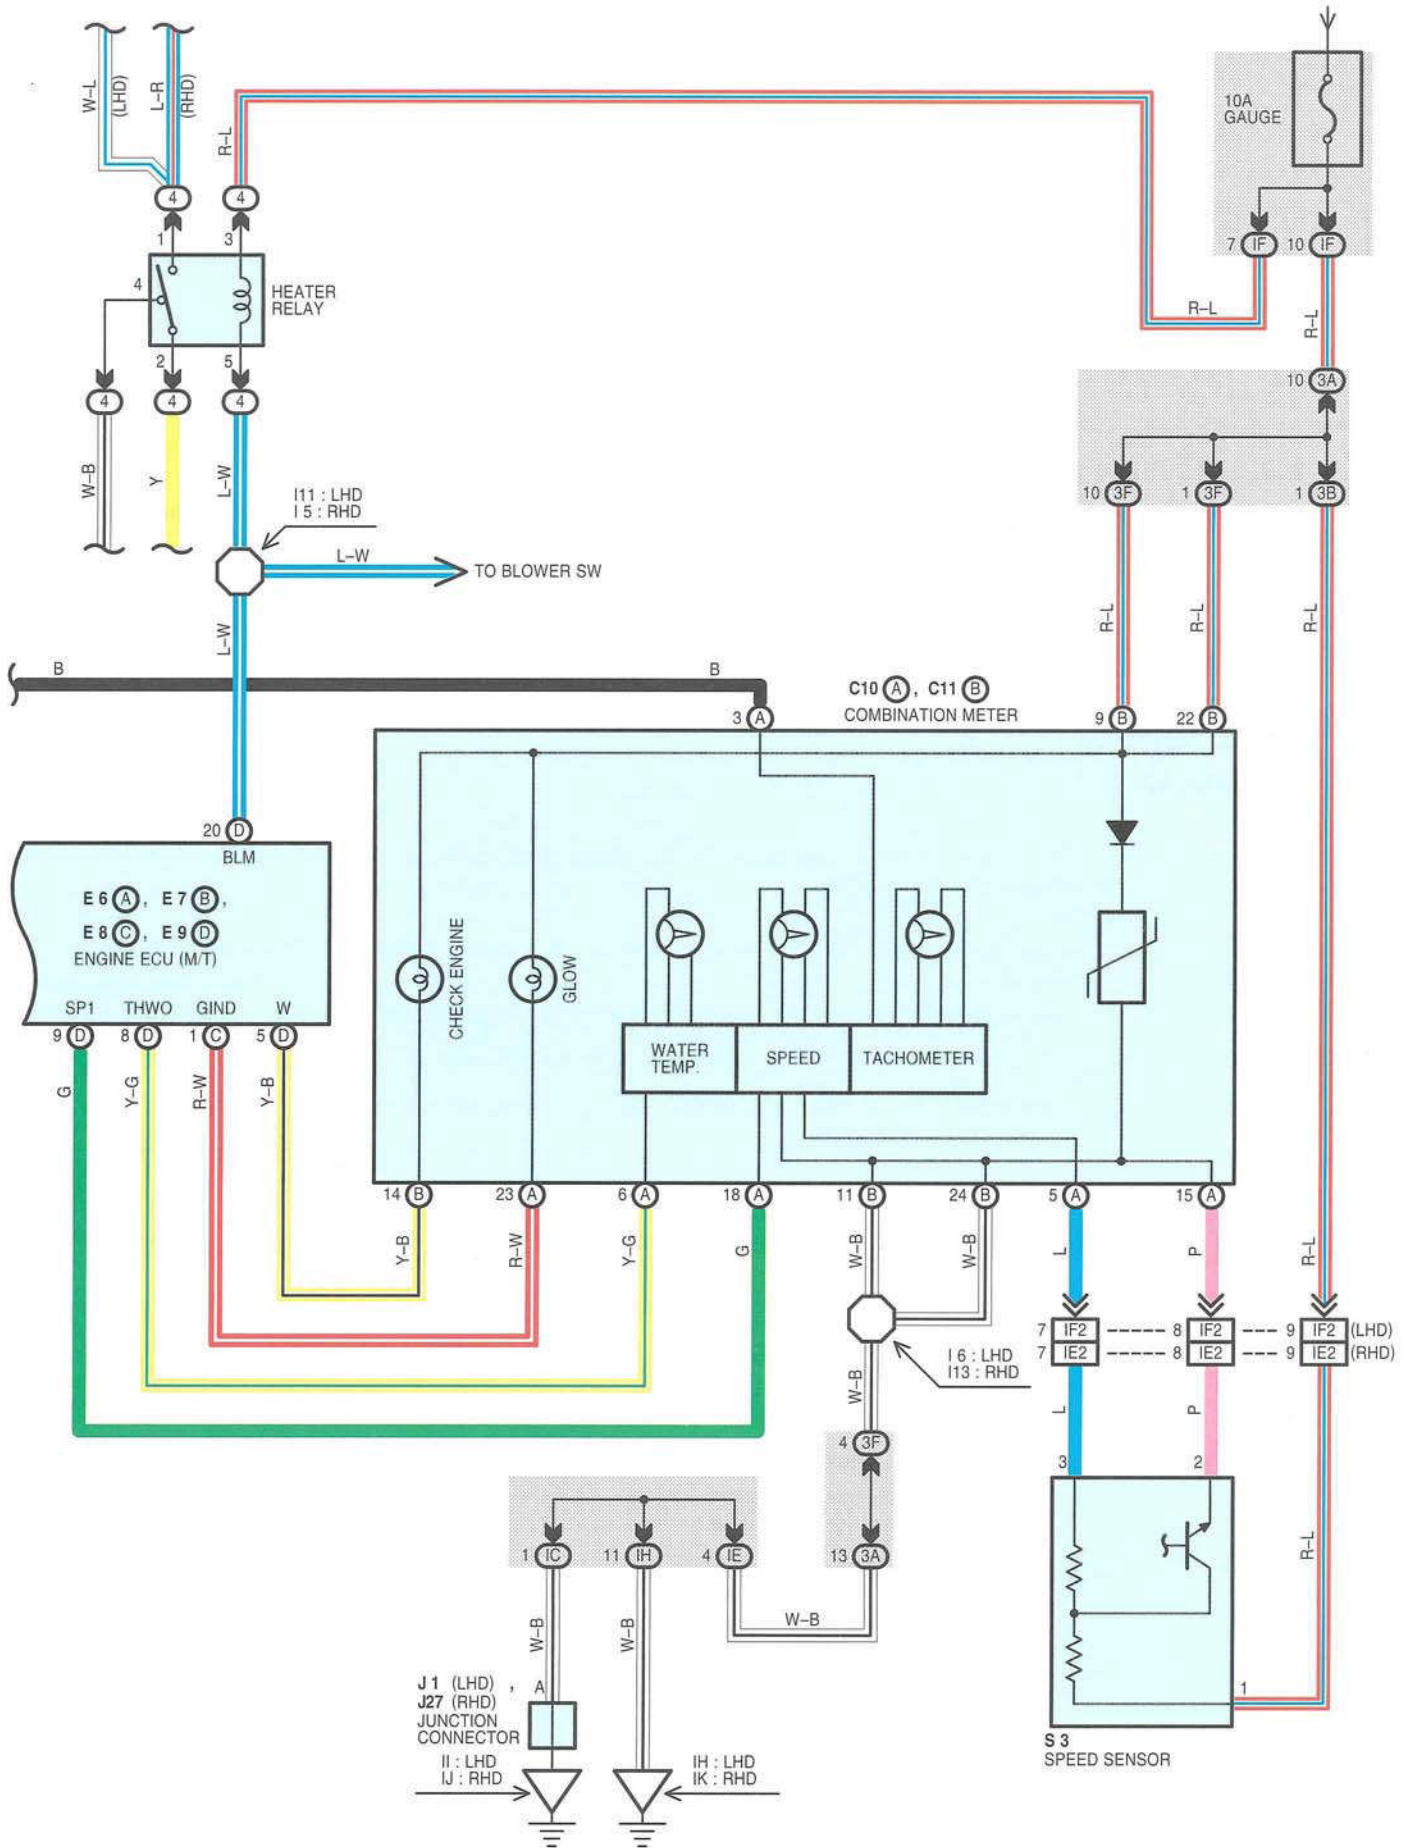 W–L
(LHD)
L–R
(RHD)
R–L
10A
GAUGE
4
4
1
3
7 IF
10 IF
4
HEATER
RELAY
R–L
R–L
2
5
10 3A
4
4
4
W–B
Y
L–W
I11 : LHD
I 5 : RHD
10 3F
1 3F
1 3B
L–W
TO BLOWER SW
L–W
R–L
R–L
R–L
B
B
C10 A , C11 B
COMBINATION METER
3 A
9 B
22 B
20 D
BLM
E 6 A , E 7 B ,
E 8 C , E 9 D
ENGINE ECU (M/T)
CHECK ENGINE
GLOW
SP1
THWO
GIND
W
9 D
8 D
1 C
5 D
WATER
TEMP.
SPEED
TACHOMETER
G
Y–G
R–W
Y–B
14 B
23 A
6 A
18 A
11 B
24 B
5 A
15 A
Y–B
R–W
Y–G
G
W–B
W–B
L
P
R–L
7 IF2
8 IF2
9 IF2 (LHD)
7 IE2
8 IE2
9 IE2 (RHD)
I 6 : LHD
I13 : RHD
W–B
L
P
4 3F
3
2
1 IC
11 IH
4 IE
13 3A
R–L
W–B
W–B
W–B
J 1 (LHD) ,
J27 (RHD)
JUNCTION
CONNECTOR
A
1
S 3
SPEED SENSOR
II : LHD
IJ : RHD
IH : LHD
IK : RHD